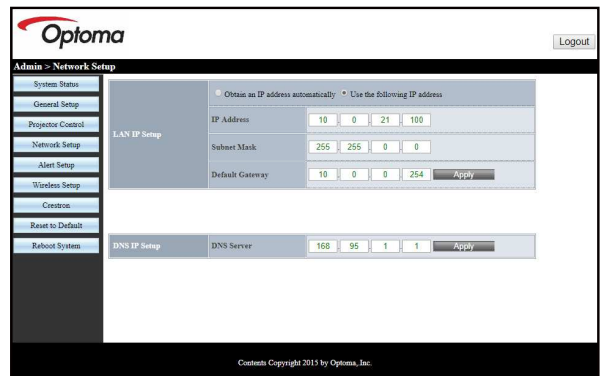 Optoma
Logout
Admin > Network Setup
System Status
General Setup
Projector Control
Network Setup
Alert Setup
Wireless Setup
Crestron
Reset to Default
Reboot System
Obtain an IP address automatically Use the following IP address
LAN IP Setup
IP Address 10 . 0 . 21 . 100
Subnet Mask 255 . 255 . 0 . 0
Default Gateway 10 . 0 . 0 . 254 Apply
DNS IP Setup DNS Server 168 . 95 . 1 . 1 Apply
Contents Copyright 2015 by Optoma, Inc.